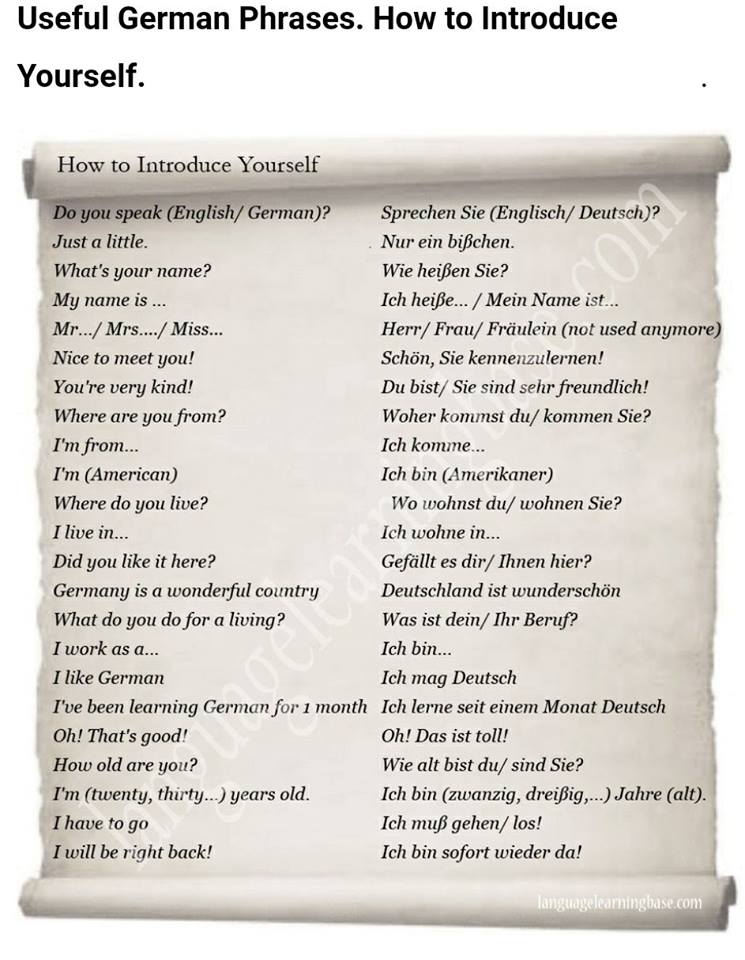 Useful German Phrases. How to Introduce
Yourself.
How to Introduce Yourself
Do you speak (English/ German)? Sprechen Sie (Englisch/ Deutsch)?
Just a little. Nur ein bißchen.
What's your name? Wie heißen Sie?
My name is ... Ich heiße... / Mein Name ist...
Mr.../ Mrs..../ Miss... Herr/ Frau/ Fräulein (not used anymore)
Nice to meet you! Schön, Sie kennenzulernen!
You're very kind! Du bist/ Sie sind sehr freundlich!
Where are you from? Woher kommst du/ kommen Sie?
I'm from... Ich komme...
I'm (American) Ich bin (Amerikaner)
Where do you live? Wo wohnst du/ wohnen Sie?
I live in... Ich wohne in...
Did you like it here? Gefällt es dir/ Ihnen hier?
Germany is a wonderful country Deutschland ist wunderschön
What do you do for a living? Was ist dein/ Ihr Beruf?
I work as a... Ich bin...
I like German Ich mag Deutsch
I've been learning German for 1 month Ich lerne seit einem Monat Deutsch
Oh! That's good! Oh! Das ist toll!
How old are you? Wie alt bist du/ sind Sie?
I'm (twenty, thirty...) years old. Ich bin (zwanzig, dreißig,...) Jahre (alt).
I have to go Ich muß gehen/ los!
I will be right back! Ich bin sofort wieder da!
languagelearningbase.com
languagelearningbase.com